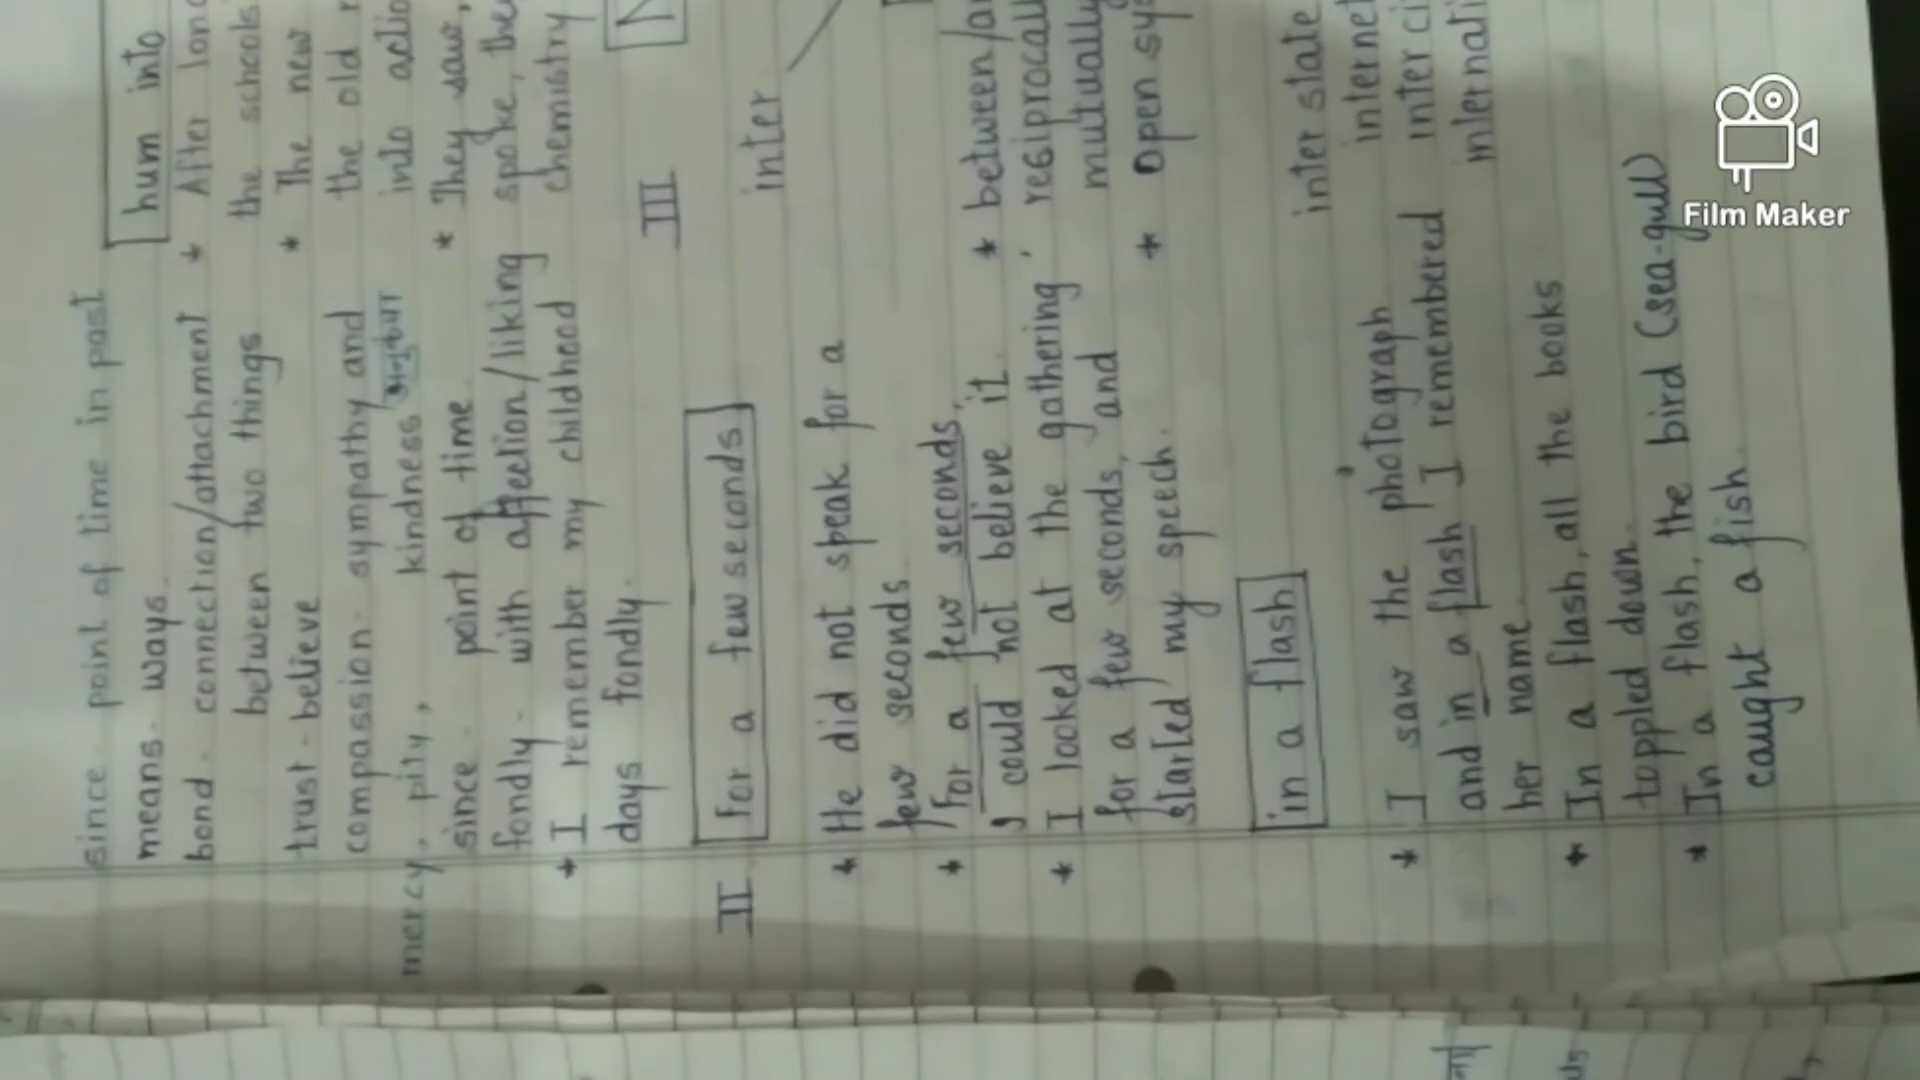 since - point of time in past
means - ways
bond - connection/attachment
between two things
trust - believe
compassion - sympathy and
mercy, pity, kindness
since - point of time
fondly - with affection/liking
* I remember my childhood
days fondly.
II For a few seconds
* He did not speak for a
few seconds
* For a few seconds,
I could not believe it.
* I looked at the gathering
for a few seconds, and
started my speech.
in a flash
* I saw the photograph
and in a flash I remembered
her name
* In a flash, all the books
toppled down.
* In a flash, the bird (sea-gull)
caught a fish.
hum into
* After long
the schools
* The new
the old
into
* They saw,
spoke, the
chemistry
III
inter
* between/
regiprocall
mutually
* Open sys
inter state
internet
inter ci
internati
Film Maker